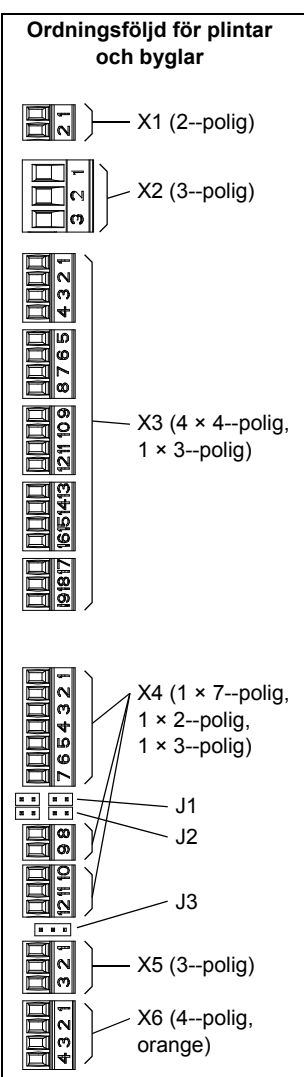 Ordningsföljd för plintar
och byglar
1
2
X1 (2--polig)
1
2
3
X2 (3--polig)
1
2
3
4
5
6
7
8
9
10
11
12
X3 (4 × 4--polig,
1 × 3--polig)
13
14
15
16
17
18
19
1
2
3
4
5
6
7
X4 (1 × 7--polig,
1 × 2--polig,
1 × 3--polig)
J1
J2
8
9
10
11
12
J3
1
2
3
X5 (3--polig)
1
2
3
4
X6 (4--polig,
orange)